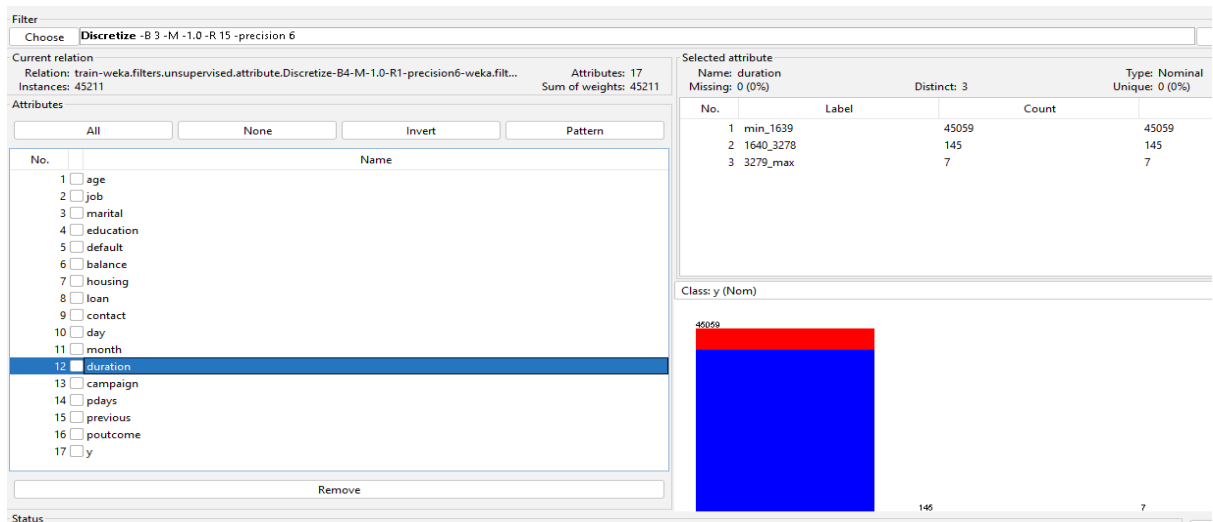 Filter
Choose Discretize -B 3 -M -1.0 -R 15 -precision 6
Current relation
Relation: train-weka.filters.unsupervised.attribute.Discretize-B4-M-1.0-R1-precision6-weka.filt... Attributes: 17
Instances: 45211 Sum of weights: 45211
Attributes
All None Invert Pattern
No. Name
1 age
2 job
3 marital
4 education
5 default
6 balance
7 housing
8 loan
9 contact
10 day
11 month
12 duration
13 campaign
14 pdays
15 previous
16 poutcome
17 y
Remove
Status
Selected attribute
Name: duration Type: Nominal
Missing: 0 (0%) Distinct: 3 Unique: 0 (0%)
No. Label Count
1 min_1639 45059 45059
2 1640_3278 145 145
3 3279_max 7 7
Class: y (Nom)
45059
145 7